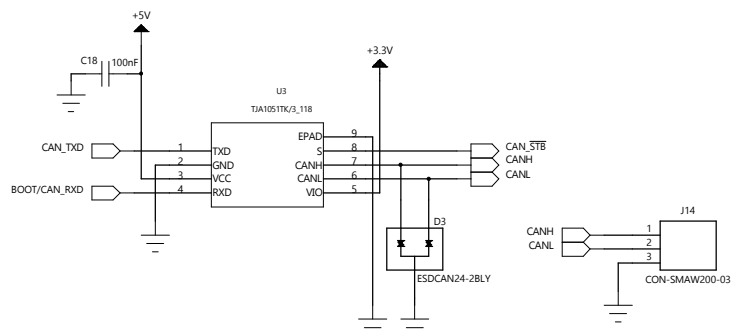 +5V
C18 100nF
+3.3V
U3
TJA1051TK/3_118
CAN_TXD 1 TXD
2 GND
3 VCC
BOOT/CAN_RXD 4 RXD
EPAD 9
S 8 CAN_STB
CANH 7 CANH
CANL 6 CANL
VIO 5
D3
ESDCAN24-2BLY
J14
CANH 1
CANL 2
3
CON-SMAW200-03